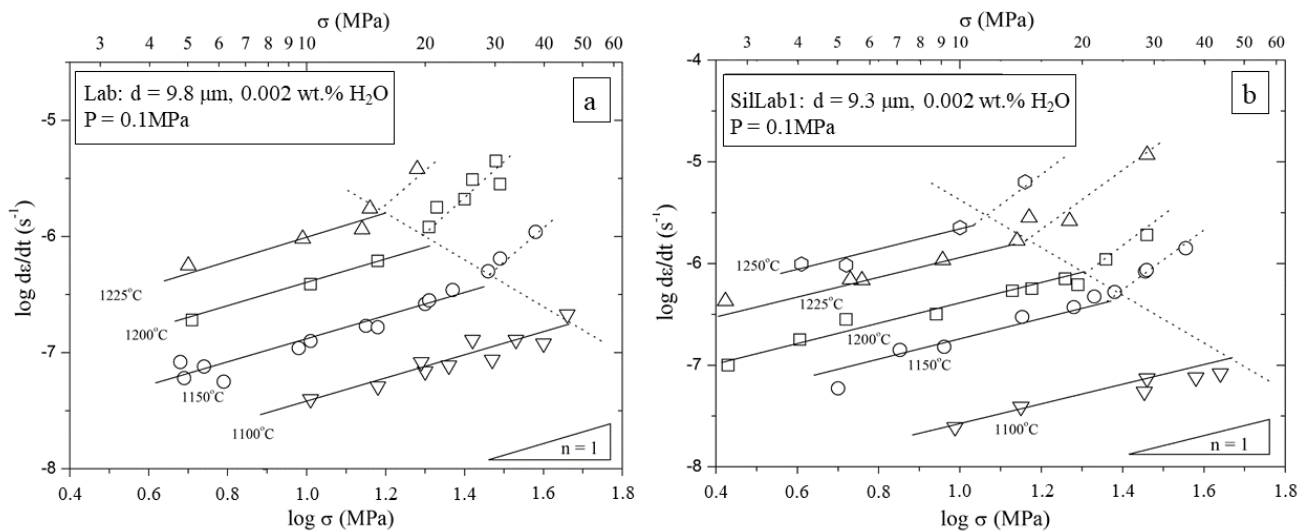 σ (MPa)
3 4 5 6 7 8 9 10 20 30 40 50 60
-5
-6
-7
-8
Lab: d = 9.8 μm, 0.002 wt.% H₂O
P = 0.1MPa
a
1225°C
1200°C
1150°C
1100°C
n = 1
log dε/dt (s⁻¹)
0.4 0.6 0.8 1.0 1.2 1.4 1.6 1.8
log σ (MPa)
σ (MPa)
3 4 5 6 7 8 9 10 20 30 40 50 60
-4
-5
-6
-7
-8
SilLab1: d = 9.3 μm, 0.002 wt.% H₂O
P = 0.1MPa
b
1250°C
1225°C
1200°C
1150°C
1100°C
n = 1
log dε/dt (s⁻¹)
0.4 0.6 0.8 1.0 1.2 1.4 1.6 1.8
log σ (MPa)